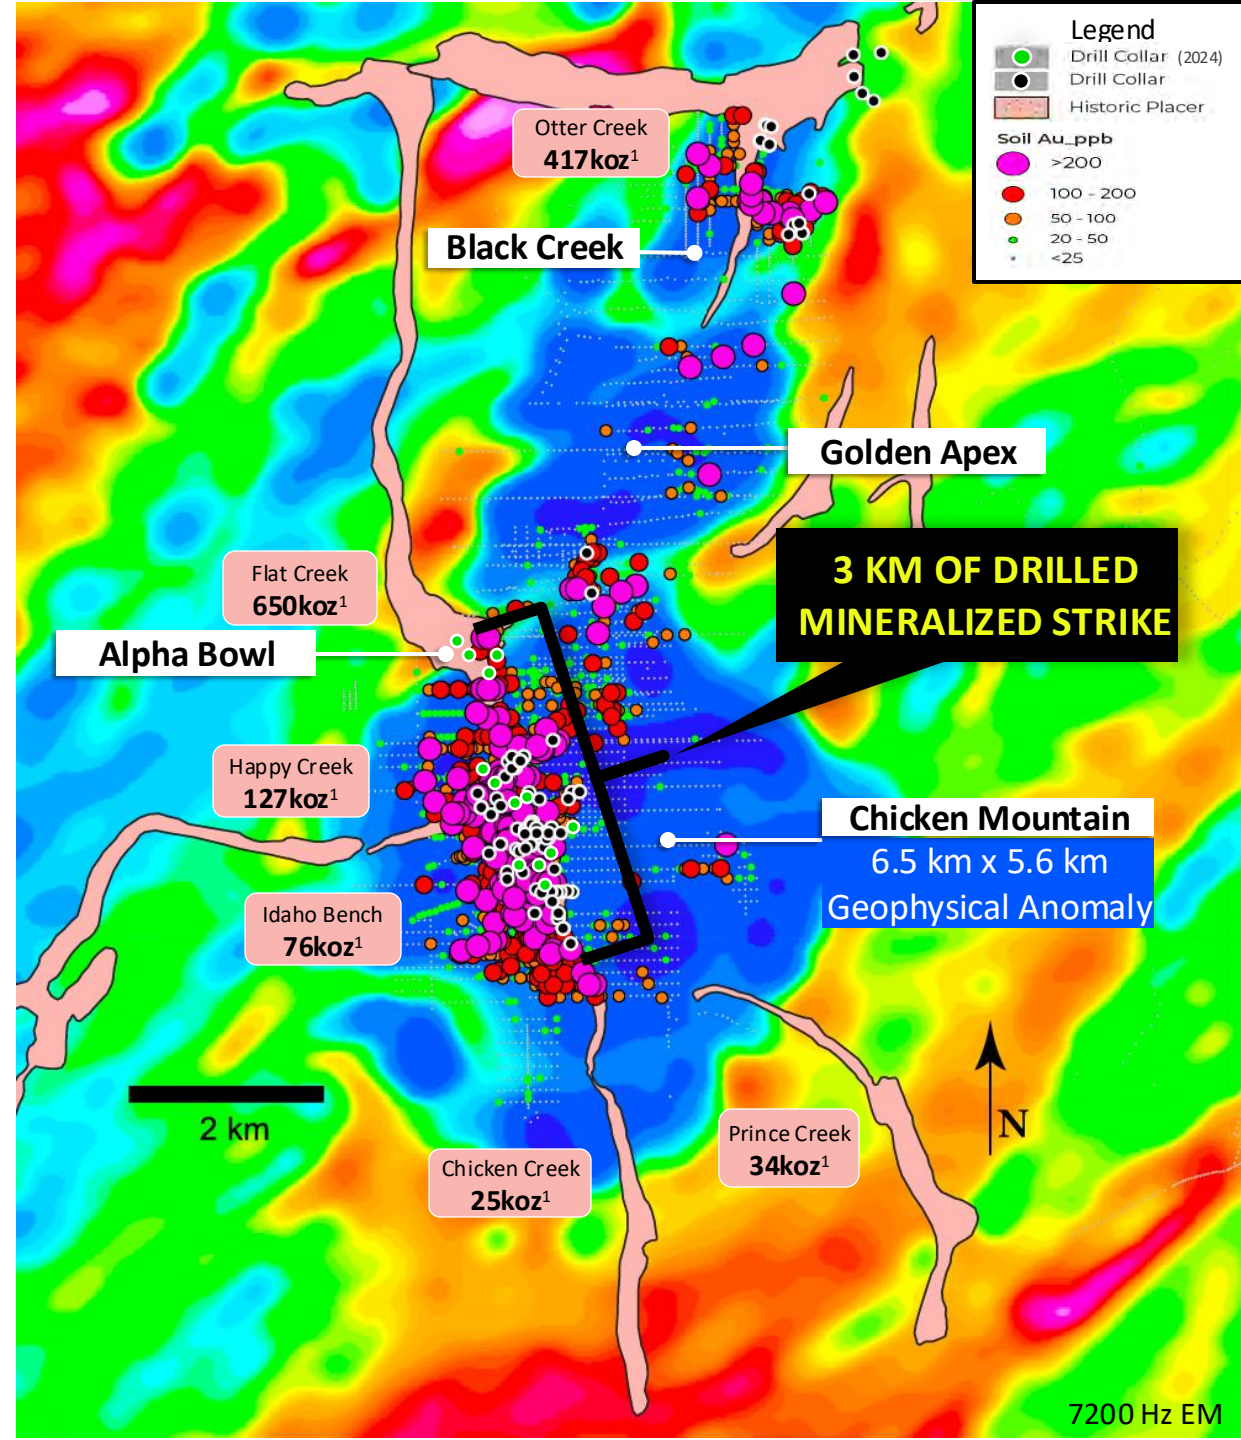 Legend
Drill Collar (2024)
Drill Collar
Historic Placer
Soil Au_ppb
>200
100 - 200
50 - 100
20 - 50
<25
Otter Creek
417koz¹
Black Creek
Golden Apex
3 KM OF DRILLED
MINERALIZED STRIKE
Flat Creek
650koz¹
Alpha Bowl
Happy Creek
127koz¹
Chicken Mountain
6.5 km x 5.6 km
Geophysical Anomaly
Idaho Bench
76koz¹
2 km
N
Prince Creek
34koz¹
Chicken Creek
25koz¹
7200 Hz EM